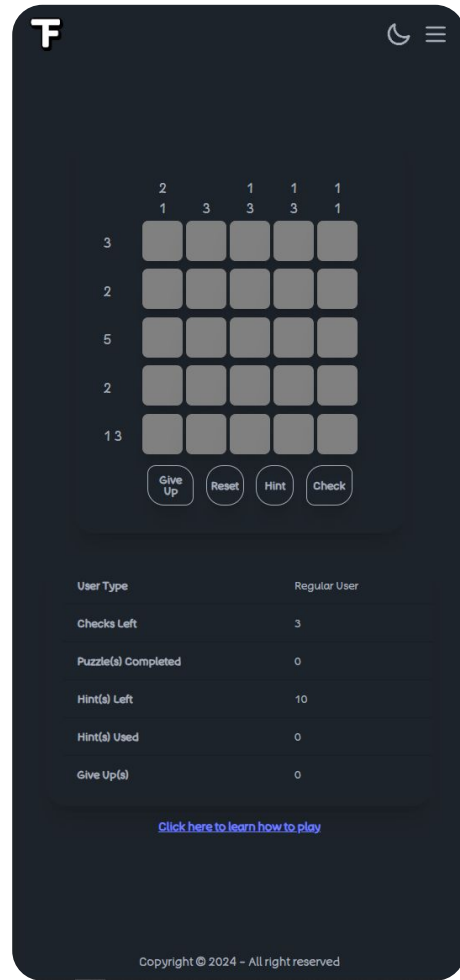 TF
2 1 1 1
1 3 3 3 1
3
2
5
2
1 3
Give Up Reset Hint Check
User Type Regular User
Checks Left 3
Puzzle(s) Completed 0
Hint(s) Left 10
Hint(s) Used 0
Give Up(s) 0
Click here to learn how to play
Copyright © 2024 - All right reserved